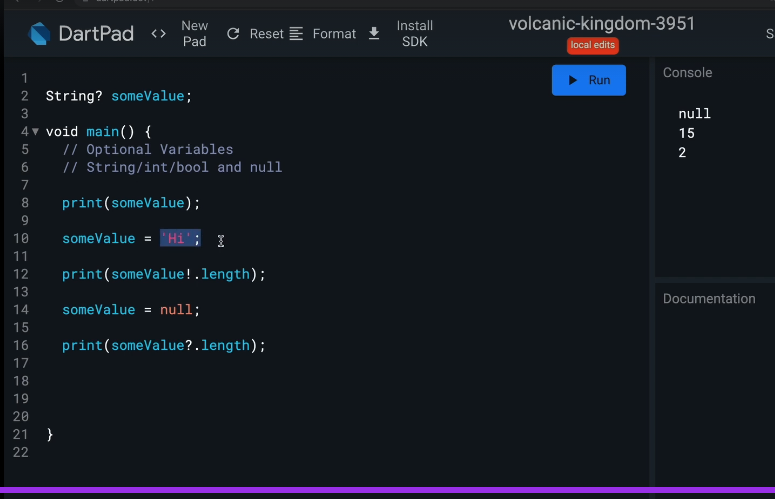 DartPad <> New Pad Reset Format Install SDK volcanic-kingdom-3951
local edits
S
Run
Console
null
15
2
Documentation
1
2 String? someValue;
3
4 void main() {
5 // Optional Variables
6 // String/int/bool and null
7
8 print(someValue);
9
10 someValue = 'Hi';
11
12 print(someValue!.length);
13
14 someValue = null;
15
16 print(someValue?.length);
17
18
19
20
21 }
22